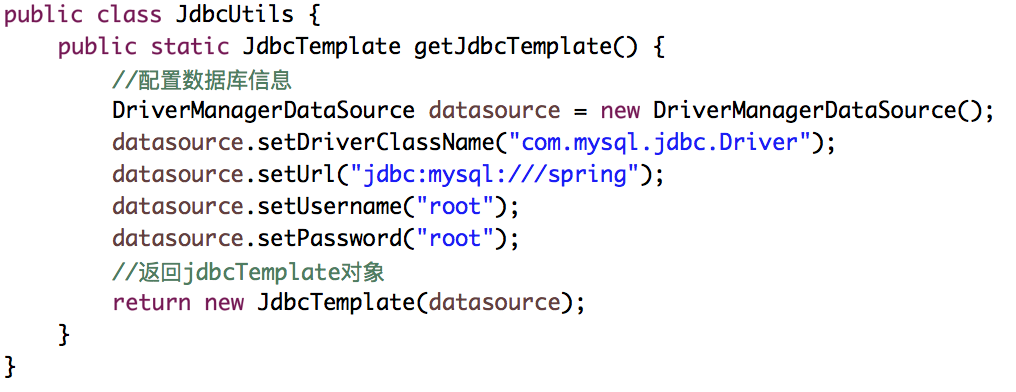 public class JdbcUtils {
    public static JdbcTemplate getJdbcTemplate() {
        //配置数据库信息
        DriverManagerDataSource datasource = new DriverManagerDataSource();
        datasource.setDriverClassName("com.mysql.jdbc.Driver");
        datasource.setUrl("jdbc:mysql:///spring");
        datasource.setUsername("root");
        datasource.setPassword("root");
        //返回jdbcTemplate对象
        return new JdbcTemplate(datasource);
    }
}